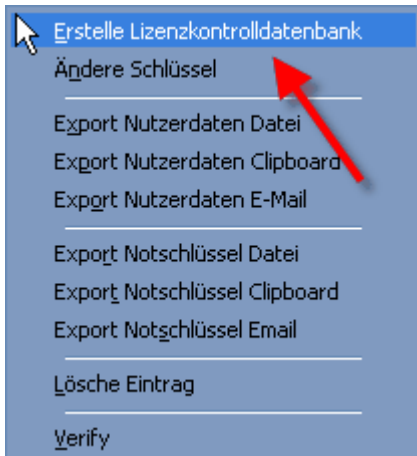 Erstelle Lizenzkontrolldatenbank
Ändere Schlüssel
Export Nutzerdaten Datei
Export Nutzerdaten Clipboard
Export Nutzerdaten E-Mail
Export Notschlüssel Datei
Export Notschlüssel Clipboard
Export Notschlüssel Email
Lösche Eintrag
Verify